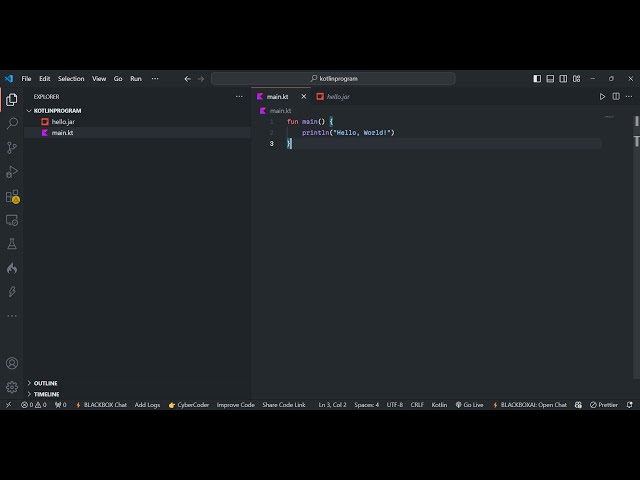 File Edit Selection View Go Run ··· kotlinprogram
EXPLORER ···
KOTLINPROGRAM
hello.jar
main.kt
OUTLINE
TIMELINE
main.kt hello.jar
main.kt
1 fun main() {
2 println("Hello, World!")
3 }
0 0 0 BLACKBOX Chat Add Logs CyberCoder Improve Code Share Code Link Ln 3, Col 2 Spaces: 4 UTF-8 CRLF Kotlin Go Live BLACKBOXAI: Open Chat Prettier